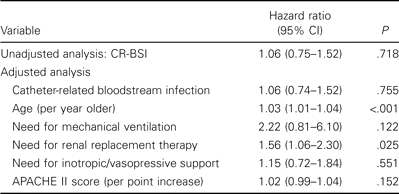 Hazard ratio
Variable (95% CI) P
Unadjusted analysis: CR-BSI 1.06 (0.75–1.52) .718
Adjusted analysis
Catheter-related bloodstream infection 1.06 (0.74–1.52) .755
Age (per year older) 1.03 (1.01–1.04) <.001
Need for mechanical ventilation 2.22 (0.81–6.10) .122
Need for renal replacement therapy 1.56 (1.06–2.30) .025
Need for inotropic/vasopressive support 1.15 (0.72–1.84) .551
APACHE II score (per point increase) 1.02 (0.99–1.04) .152